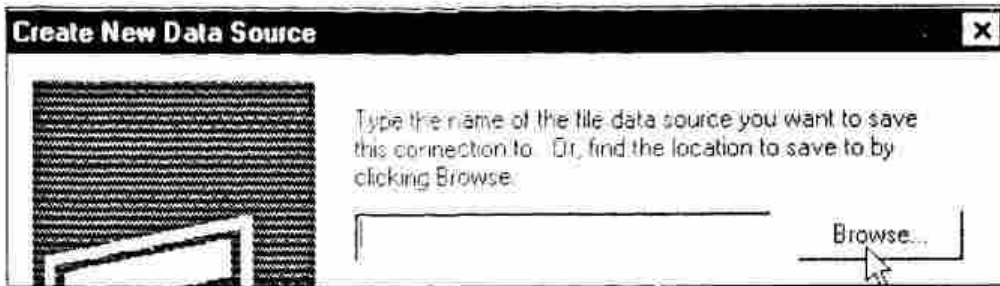 Create New Data Source
Type the name of the file data source you want to save
this connection to. Or, find the location to save to by
clicking Browse.
Browse...